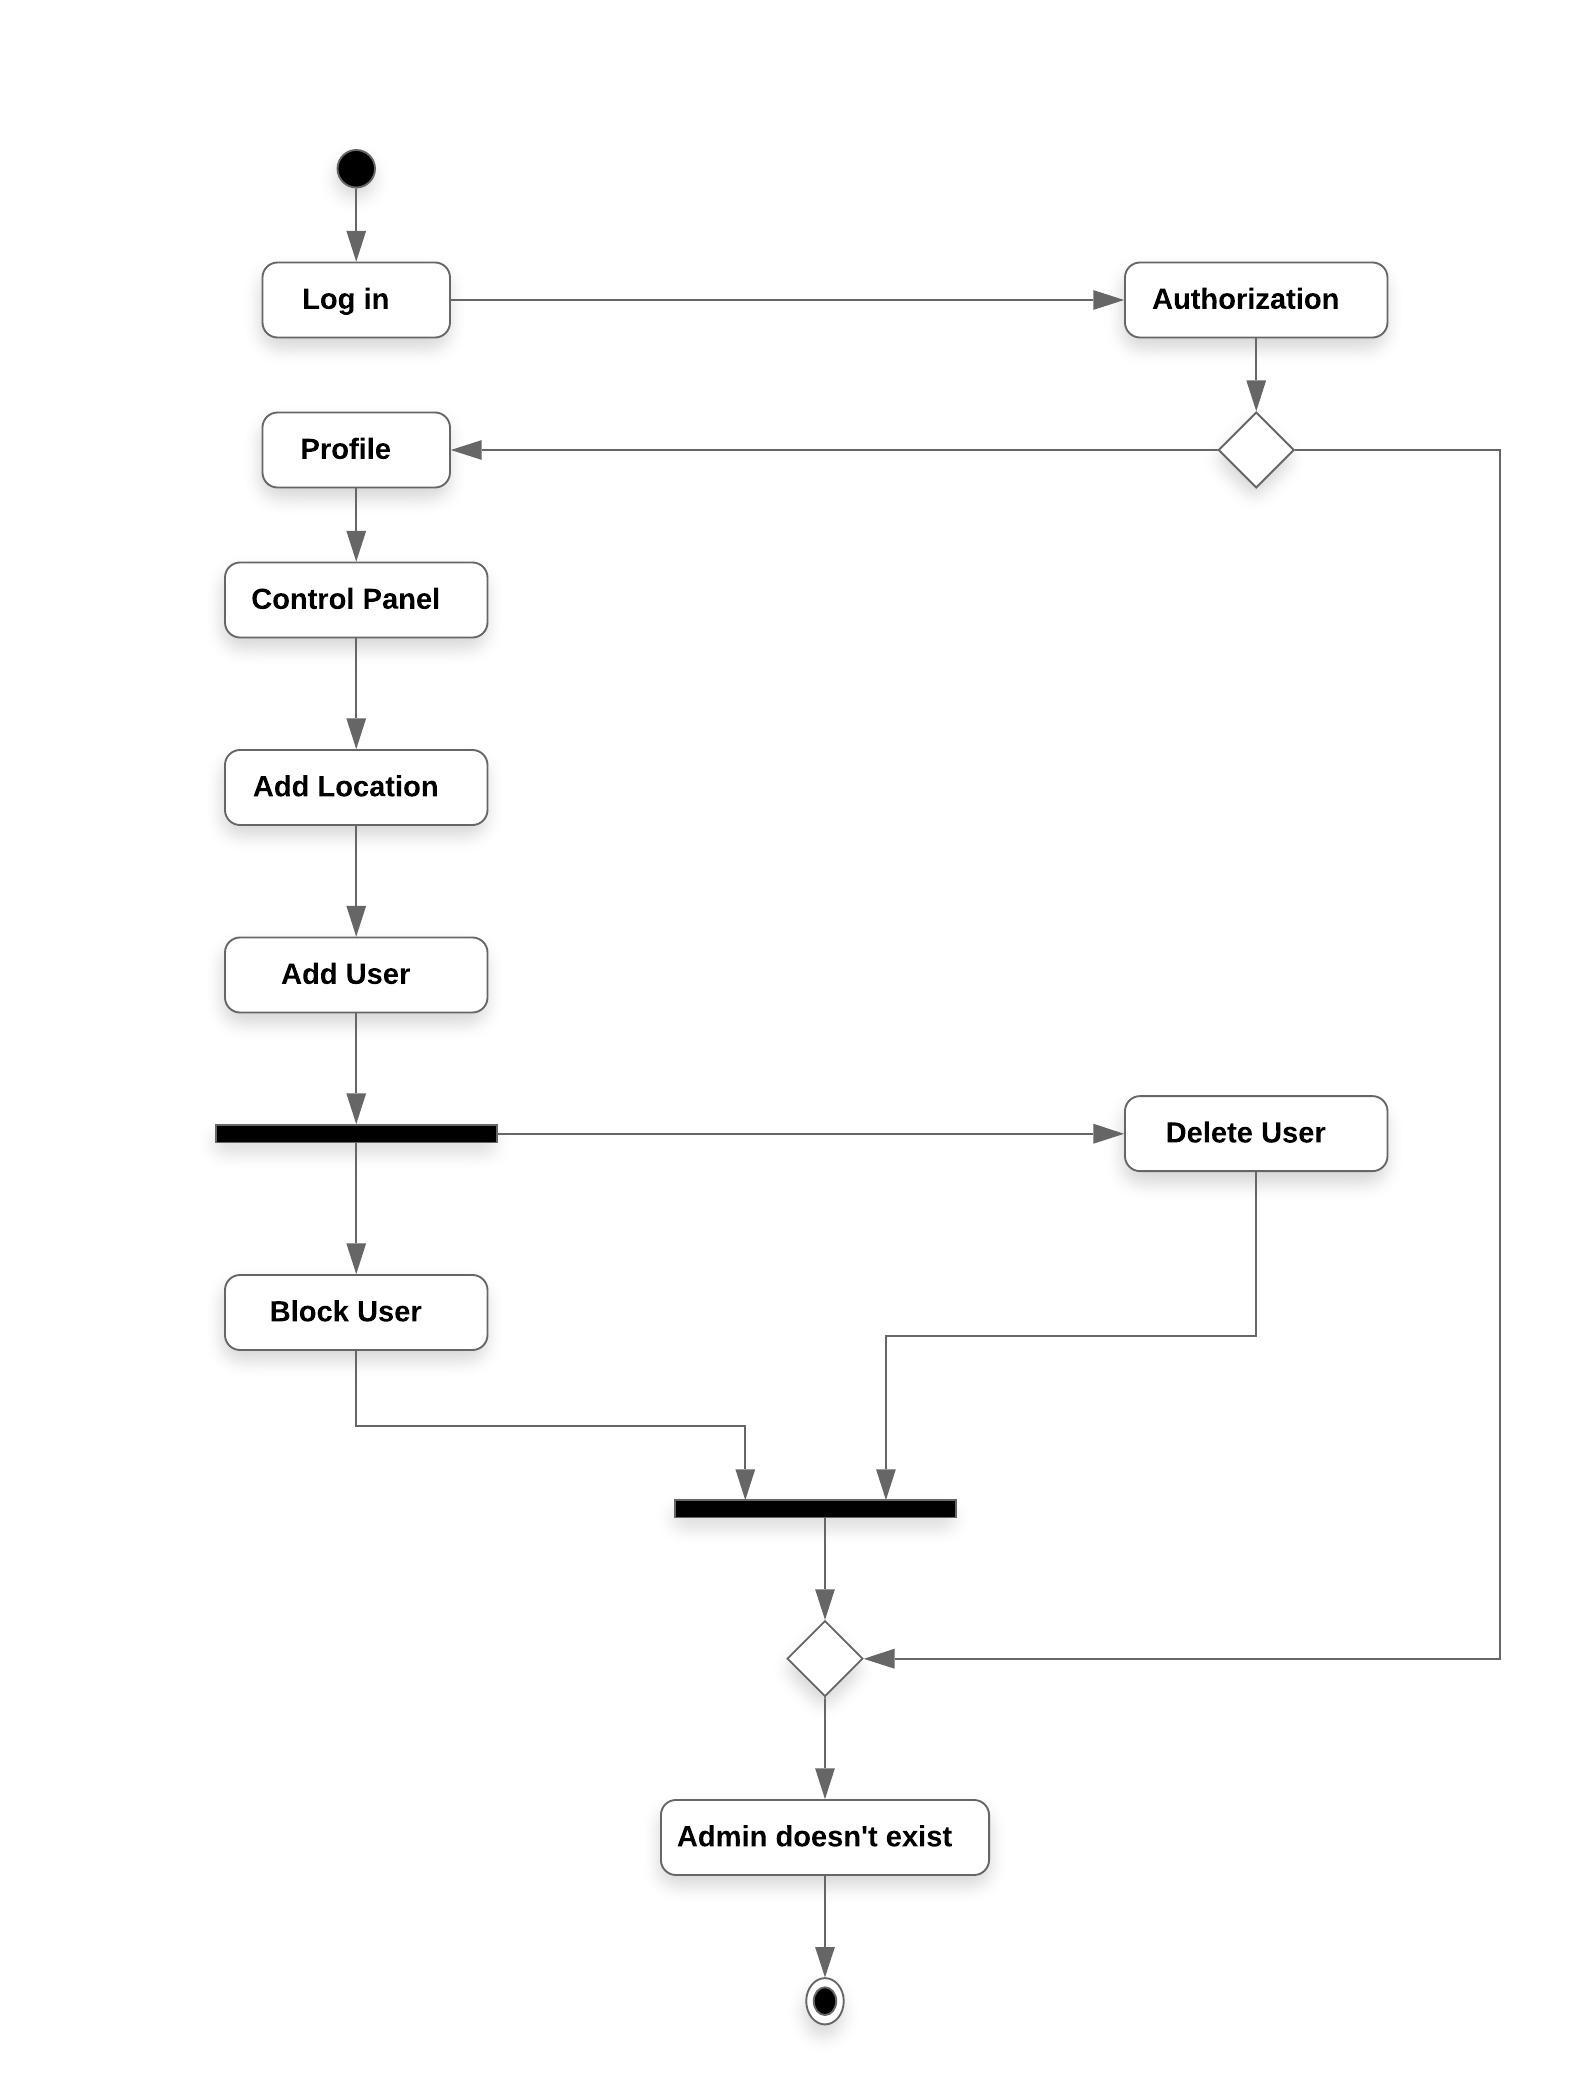 Log in
Authorization
Profile
Control Panel
Add Location
Add User
Delete User
Block User
Admin doesn't exist